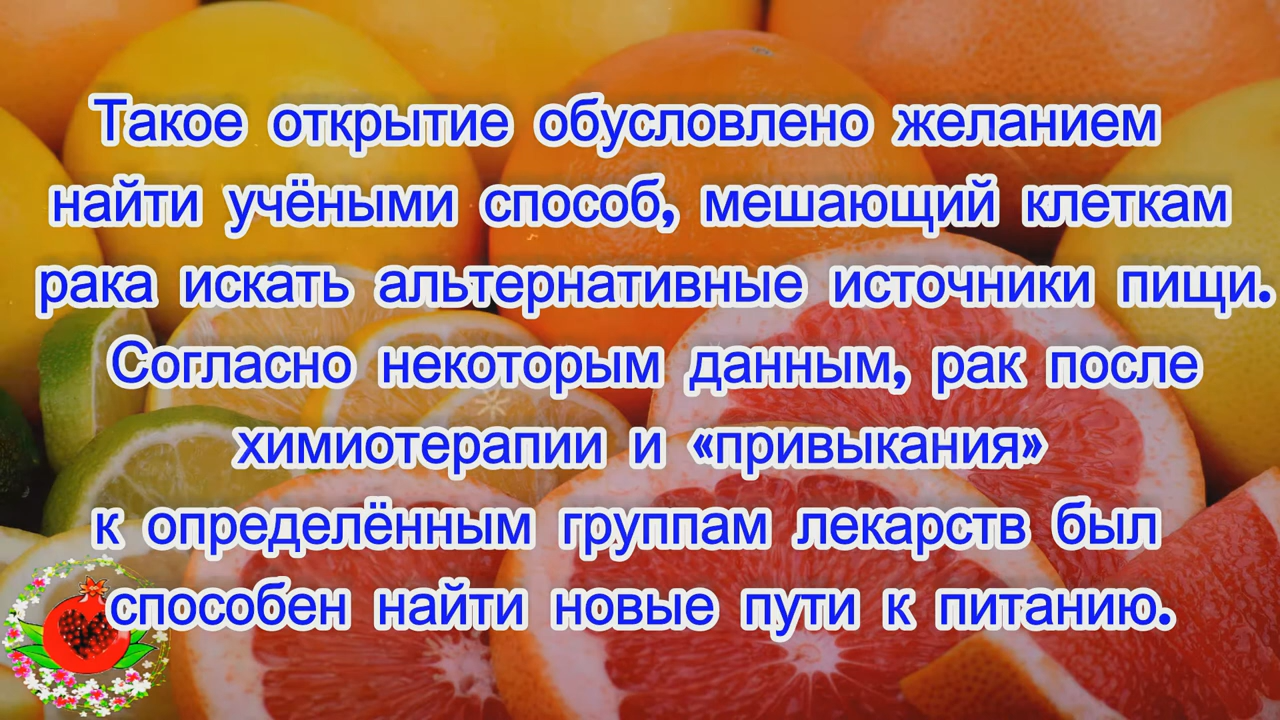 Такое открытие обусловлено желанием
найти учёными способ, мешающий клеткам
рака искать альтернативные источники пищи.
Согласно некоторым данным, рак после
химиотерапии и «привыкания»
к определённым группам лекарств был
способен найти новые пути к питанию.